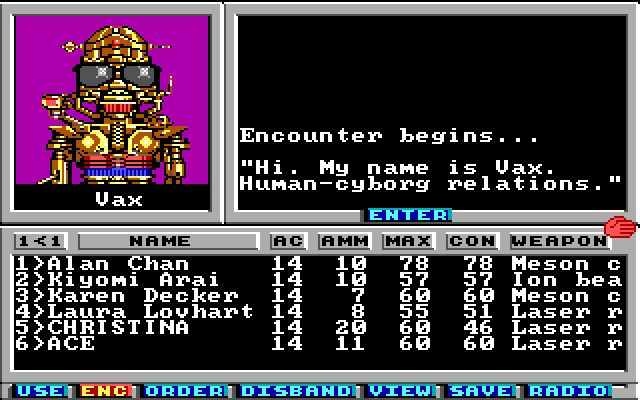 Encounter begins...
"Hi. My name is Vax.
Human-cyborg relations."
Vax
ENTER
1<1 NAME AC AMM MAX CON WEAPON
1>Alan Chan 14 10 78 78 Meson c
2>Kiyomi Arai 14 10 57 57 Ion bea
3>Karen Decker 14 7 60 60 Meson c
4>Laura Lovhart 14 8 55 51 Laser r
5>CHRISTINA 14 20 60 46 Laser r
6>ACE 14 11 60 60 Laser r
USE ENC ORDER DISBAND VIEW SAVE RADIO